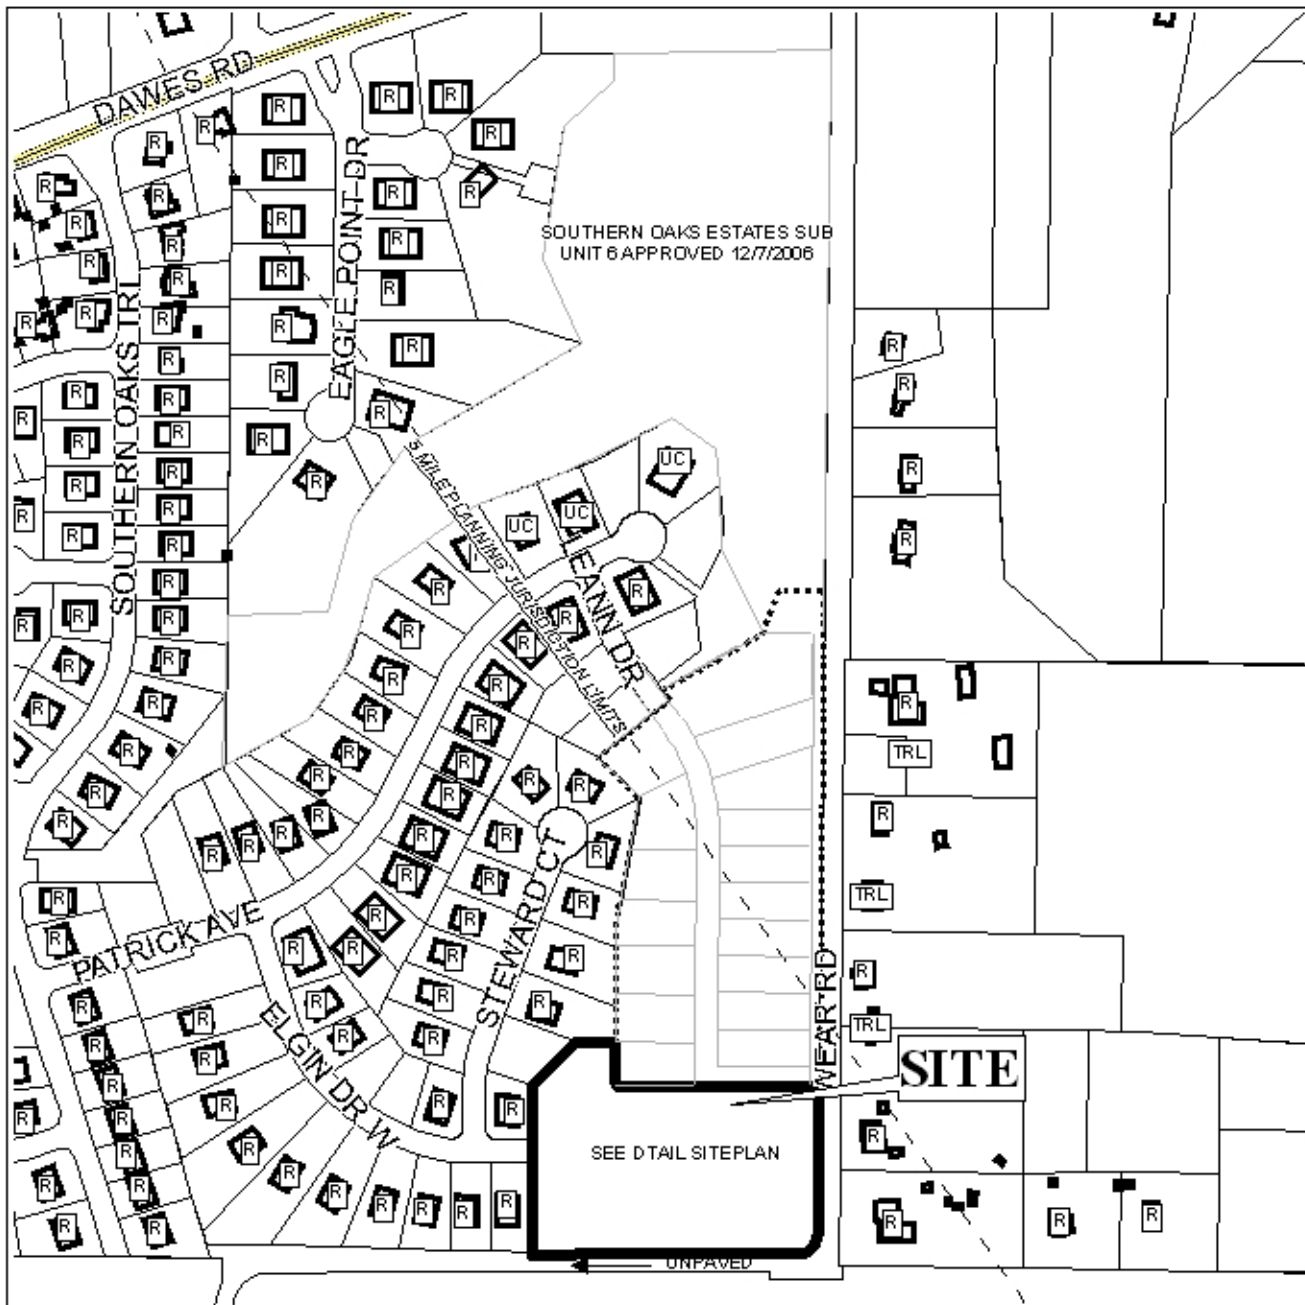 DAWES RD
EAGLE POINT DR
SOUTHERN OAKS TRL
SOUTHERN OAKS ESTATES SUB
UNIT 6 APPROVED 12/7/2006
5 MILE PLANNING JURISDICTION LIMITS
UC
UC
UC
LEANN DR
TRL
TRL
TRL
STEWARD CT
PATRICK AVE
ELGIN DR W
WEAR RD
SITE
SEE DTAIL SITEPLAN
UNPAVED
R